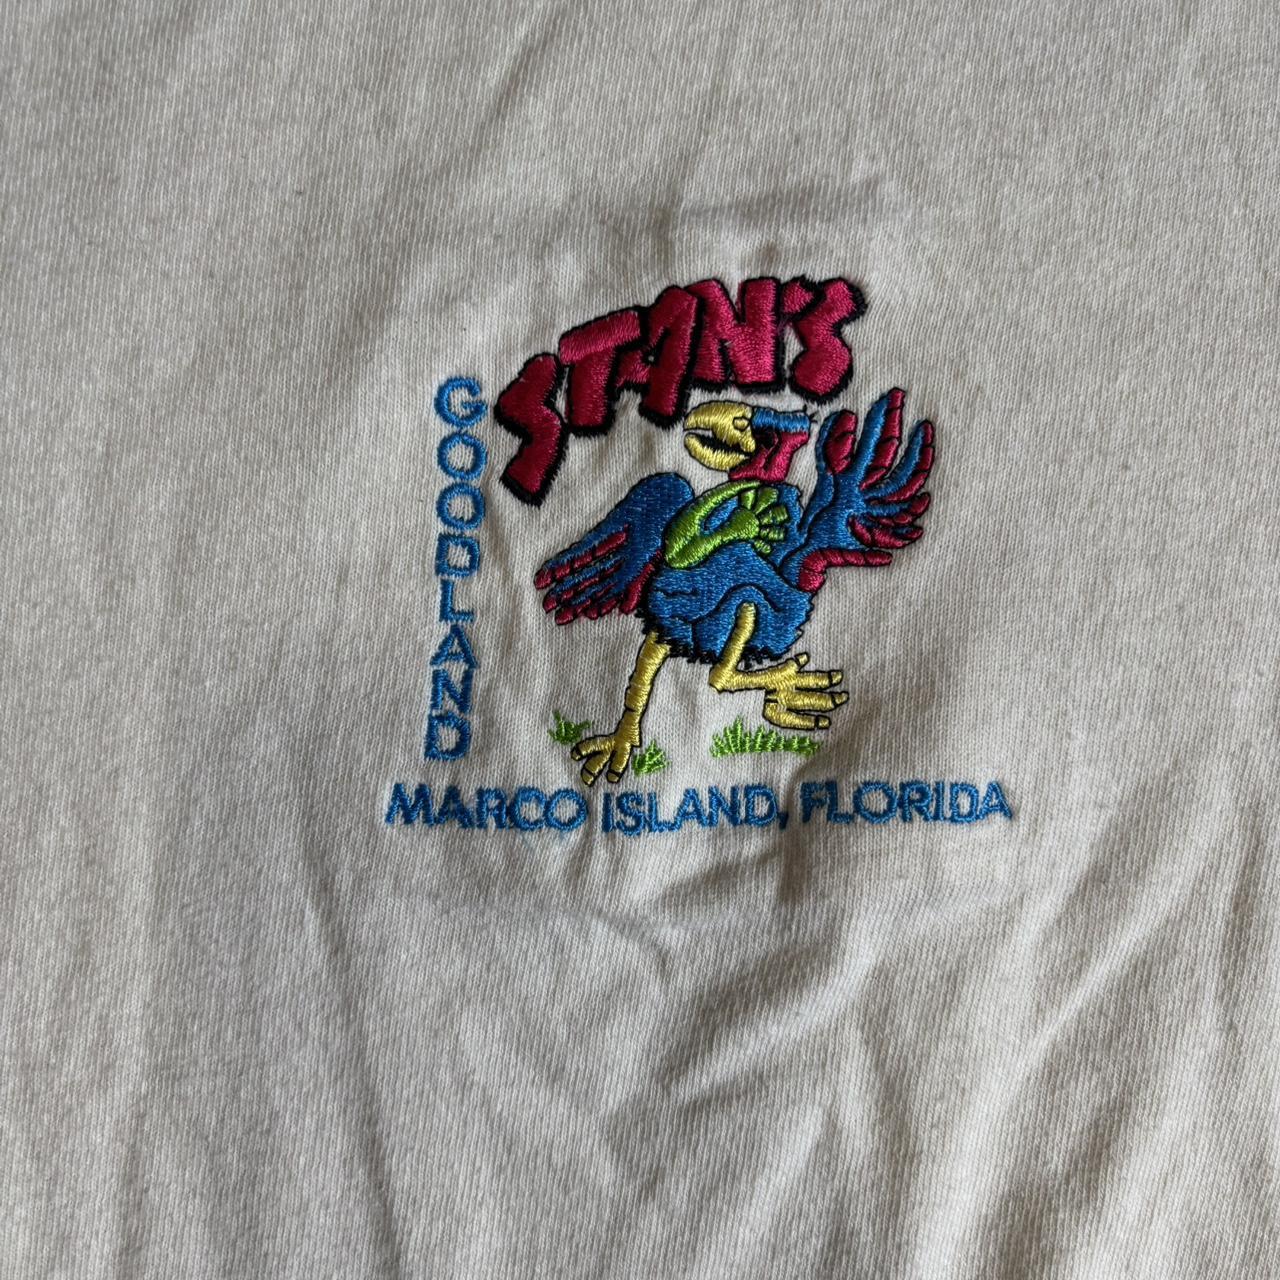 STAN'S
GOODLAND
MARCO ISLAND, FLORIDA